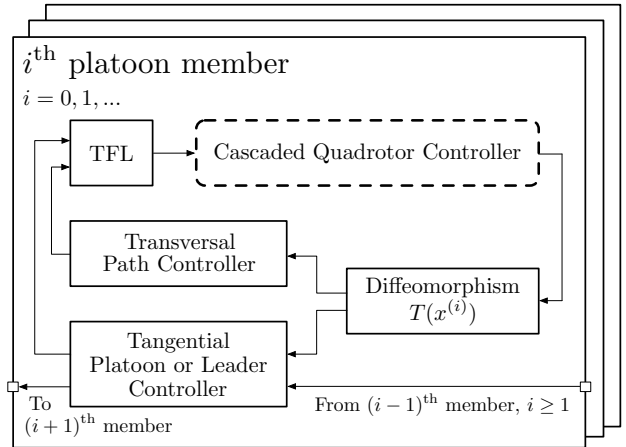 i^th platoon member
i = 0, 1, ...
TFL
Cascaded Quadrotor Controller
Transversal
Path Controller
Diffeomorphism
T(x^(i))
Tangential
Platoon or Leader
Controller
To
(i + 1)^th member
From (i − 1)^th member, i ≥ 1